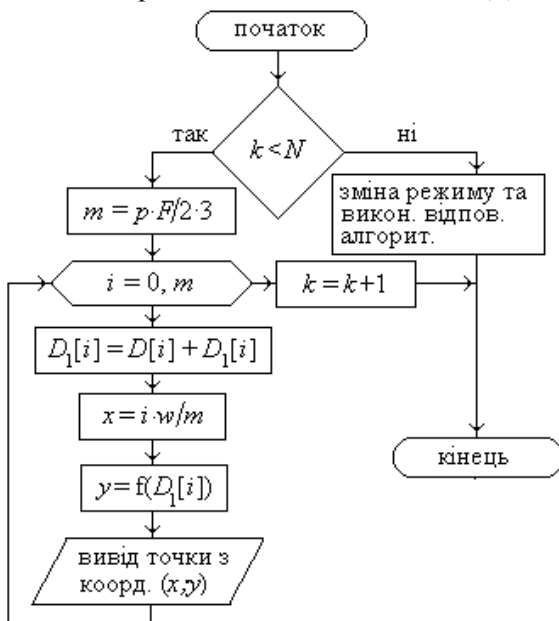 початок
так
k < N
ні
m = p·F/2·3
зміна режиму та
викон. відпов.
алгорит.
i = 0, m
k = k+1
D₁[i] = D[i] + D₁[i]
x = i·w/m
y = f(D₁[i])
кінець
вивід точки з
коорд. (x,y)